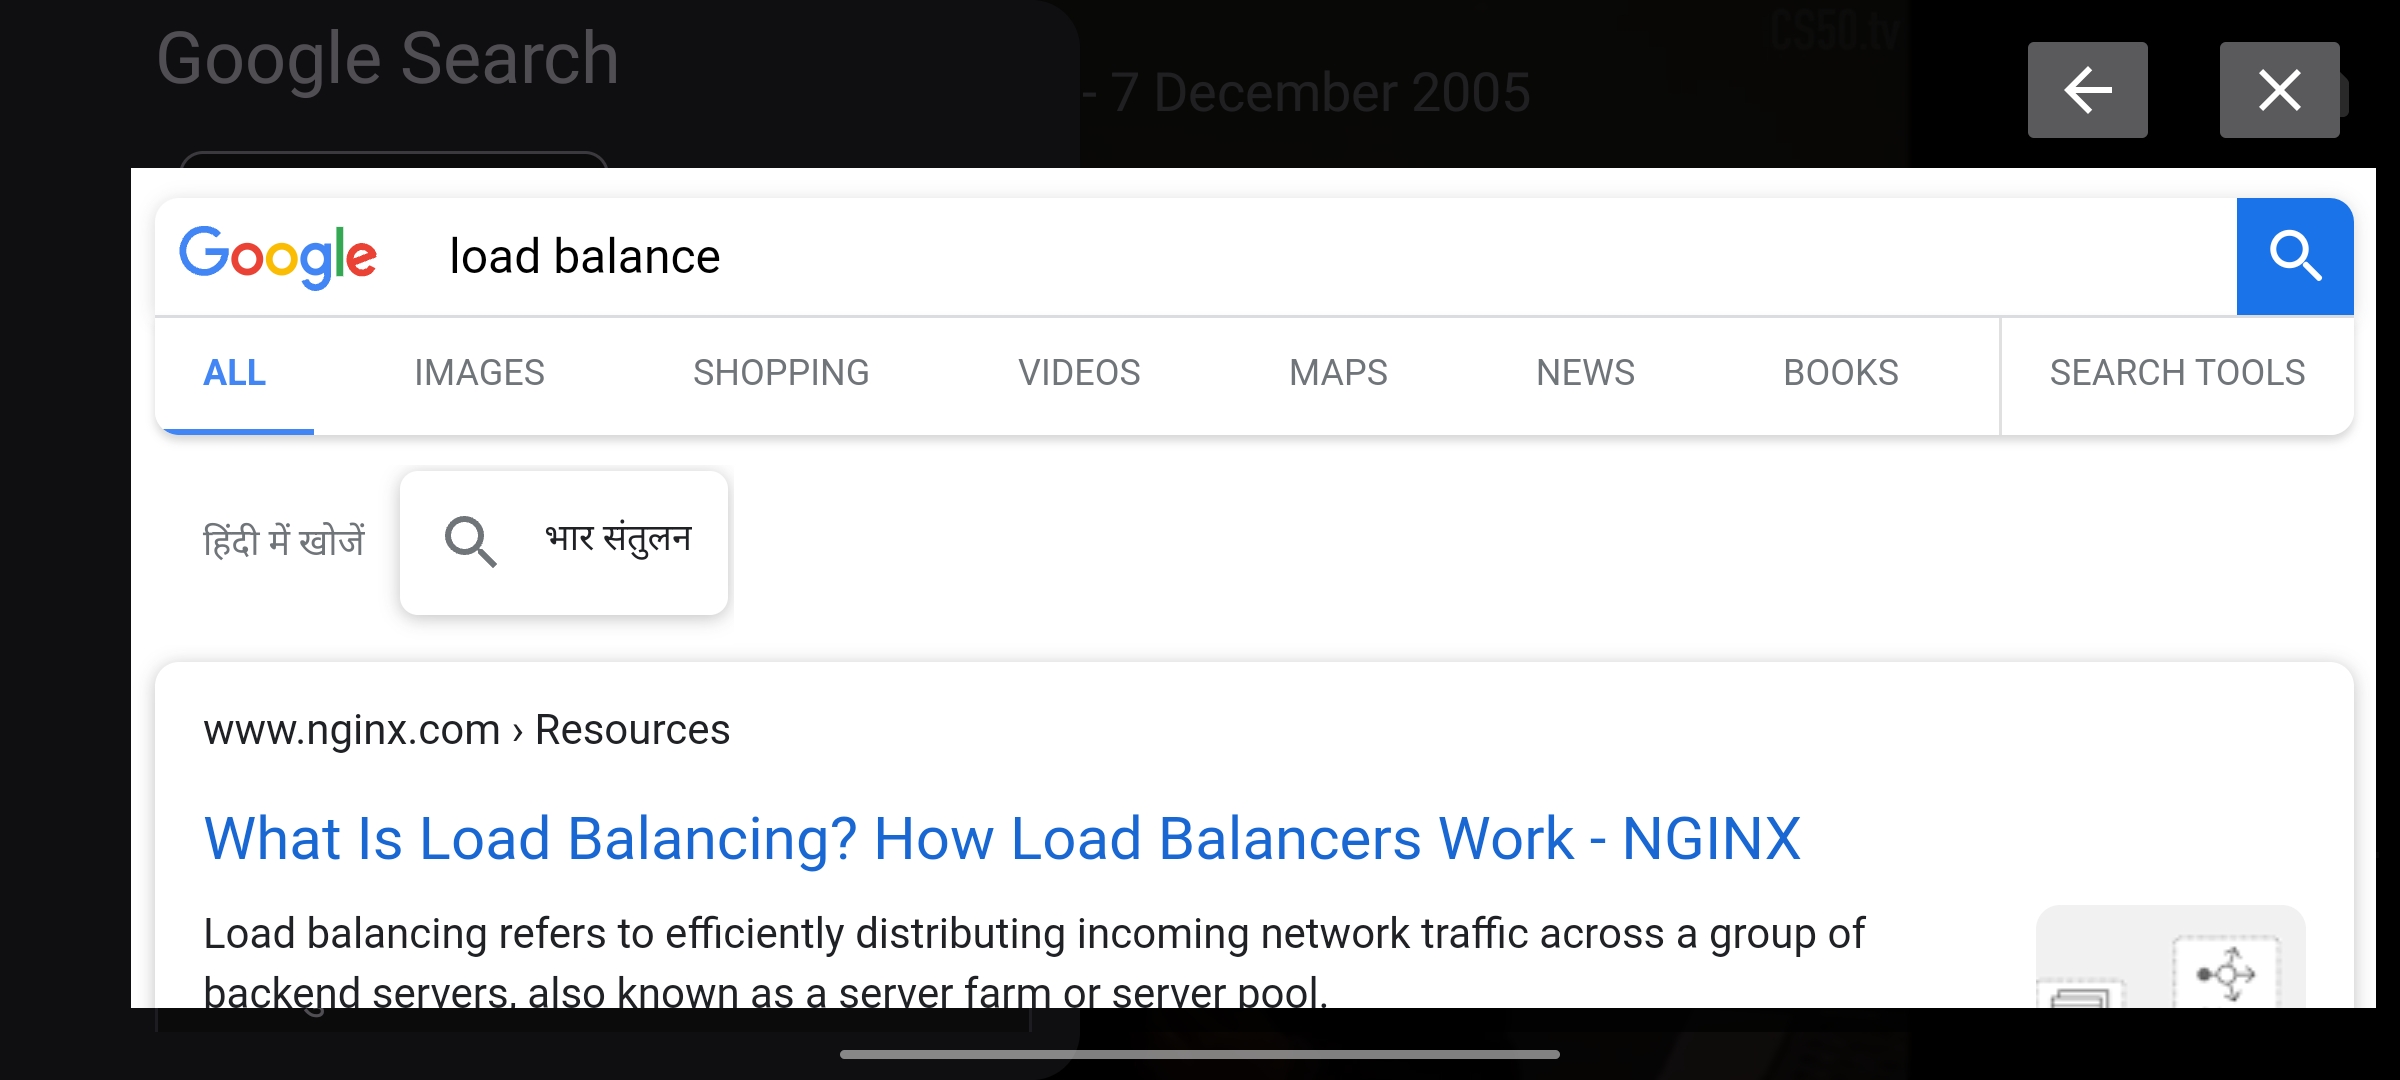 Google Search
CS50.tv
- 7 December 2005
Google
load balance
ALL IMAGES SHOPPING VIDEOS MAPS NEWS BOOKS SEARCH TOOLS
हिंदी में खोजें भार संतुलन
www.nginx.com › Resources
What Is Load Balancing? How Load Balancers Work - NGINX
Load balancing refers to efficiently distributing incoming network traffic across a group of
backend servers, also known as a server farm or server pool.